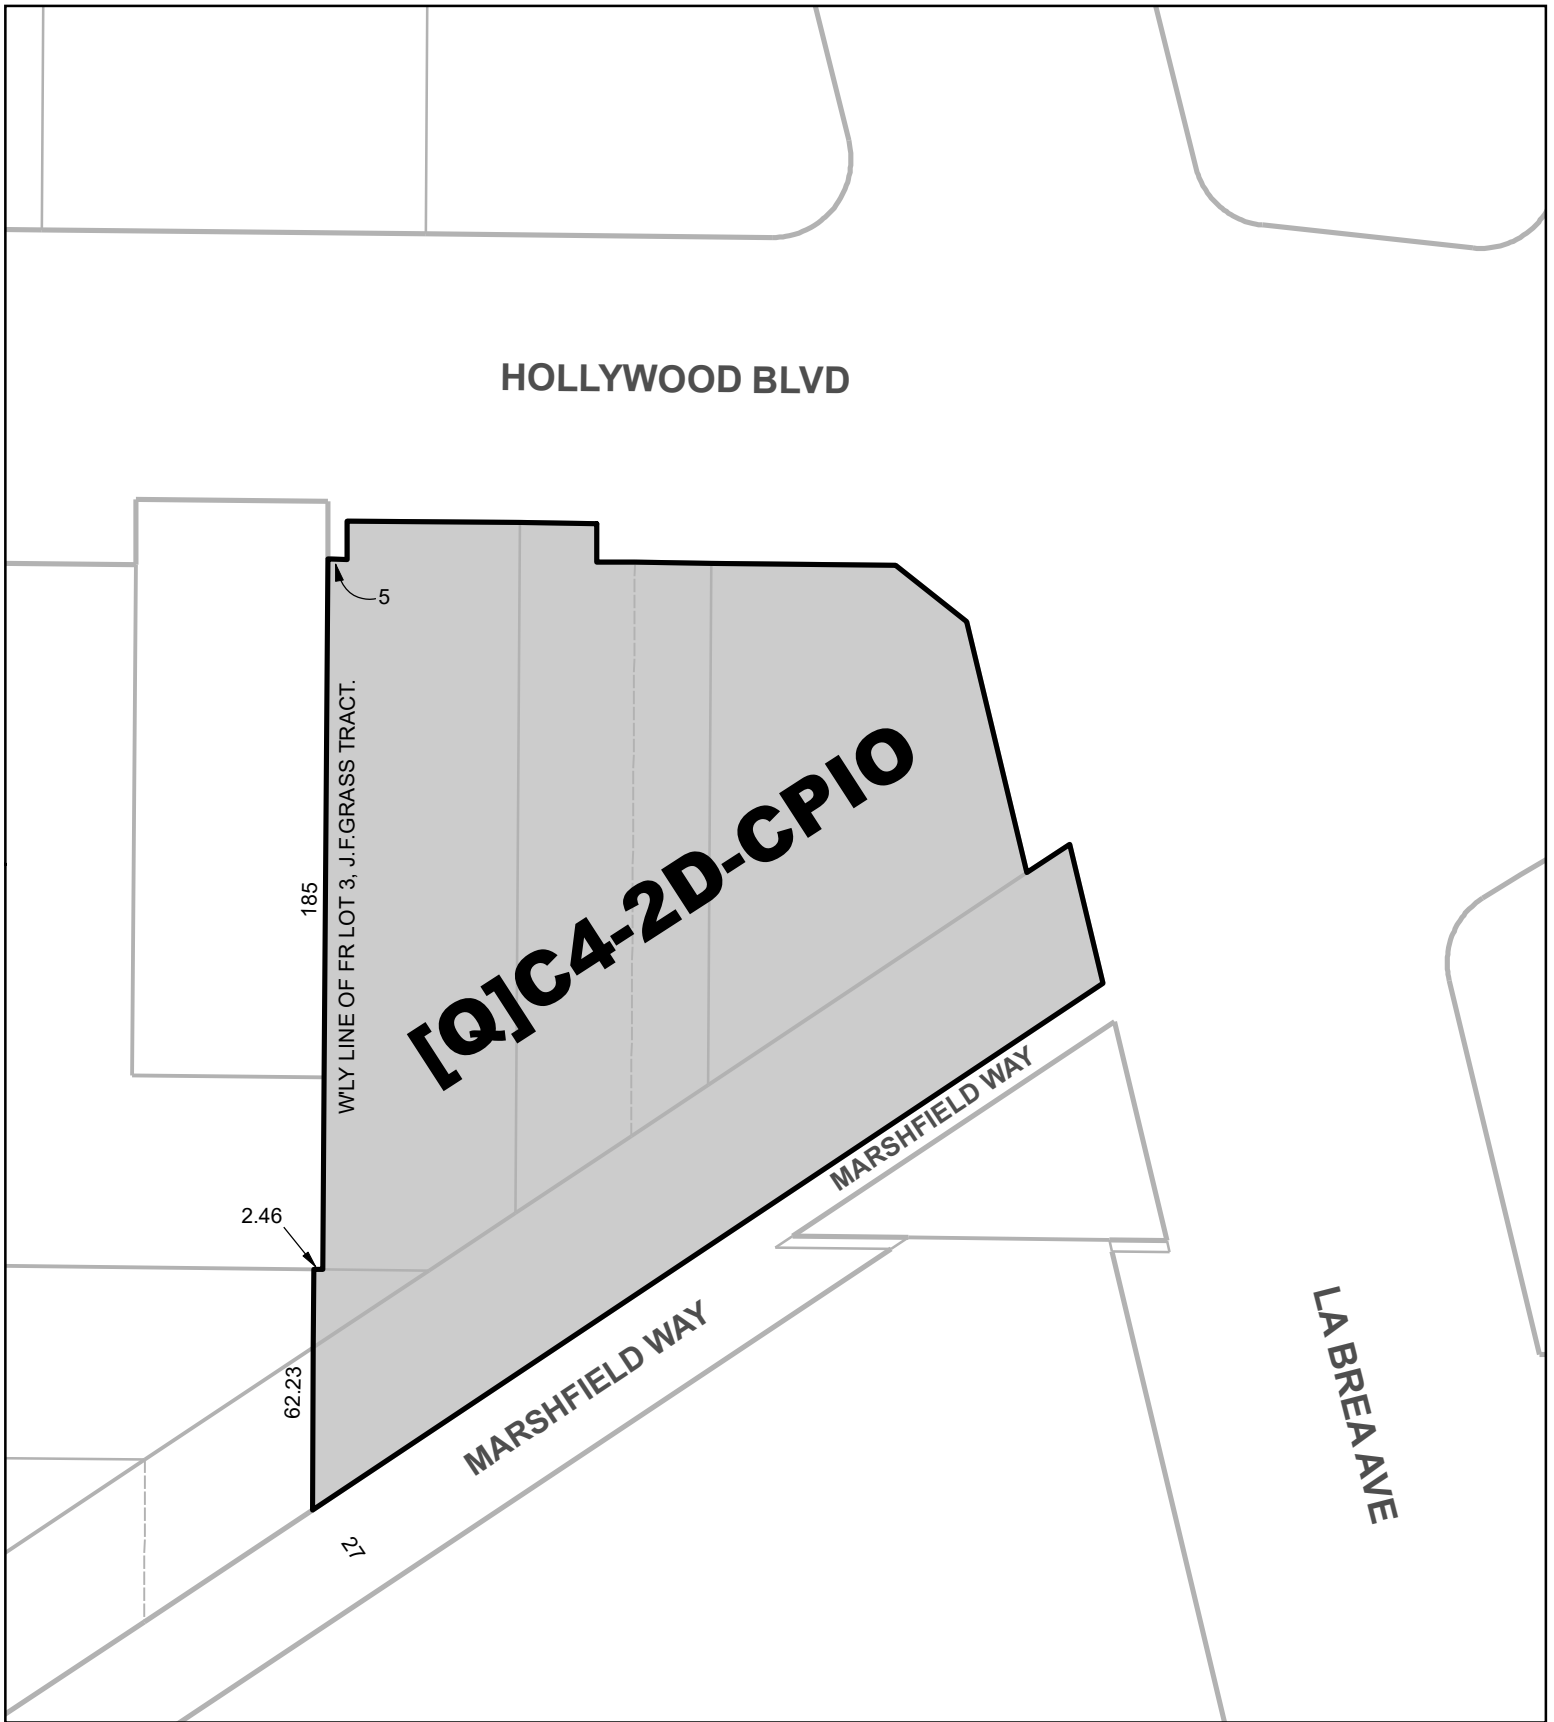 HOLLYWOOD BLVD
5
W'LY LINE OF FR LOT 3, J.F.GRASS TRACT.
185
[Q]C4-2D-CPIO
MARSHFIELD WAY
2.46
MARSHFIELD WAY
LA BREA AVE
62.23
27